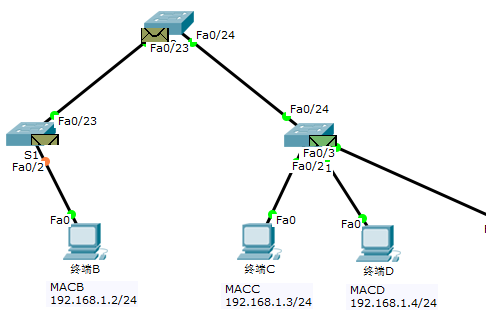 Fa0/24
Fa0/23
Fa0/24
Fa0/23
S1
Fa0/3
Fa0/2
Fa0/2
1
Fa0
Fa0
Fa0
终端B
终端C
终端D
MACB
192.168.1.2/24
MACC
192.168.1.3/24
MACD
192.168.1.4/24